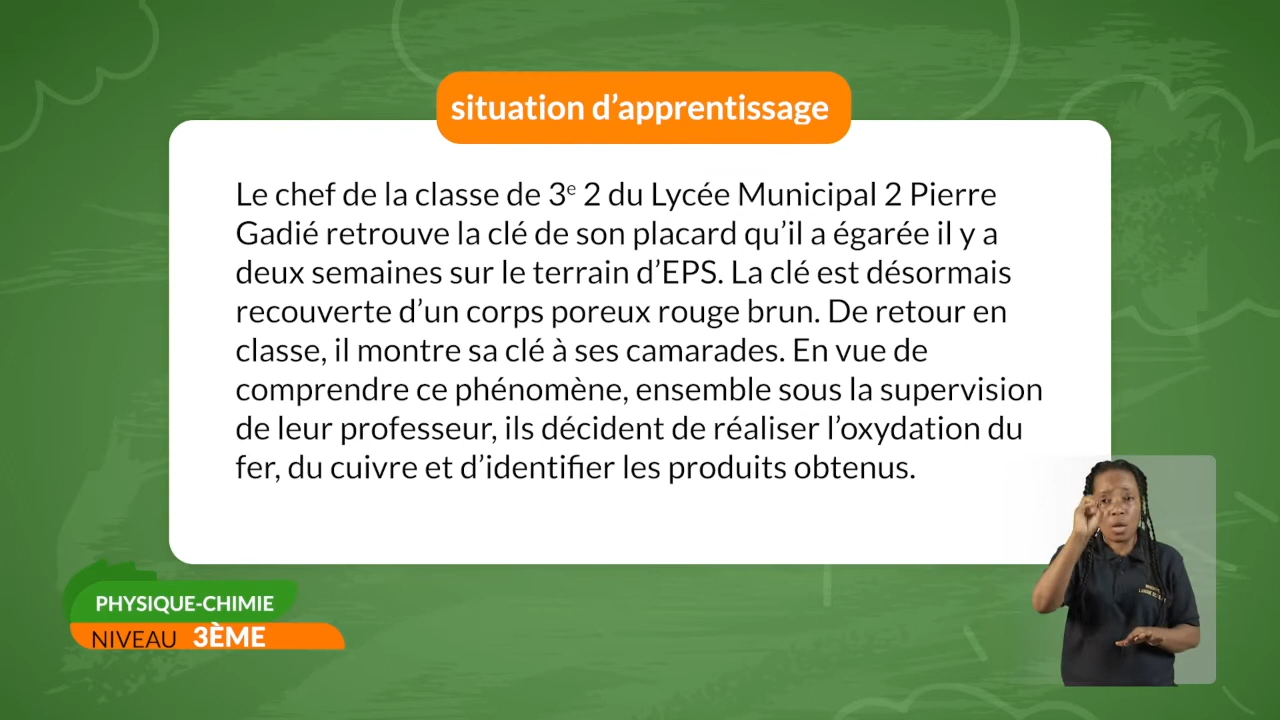 situation d’apprentissage
Le chef de la classe de 3e 2 du Lycée Municipal 2 Pierre
Gadié retrouve la clé de son placard qu’il a égarée il y a
deux semaines sur le terrain d’EPS. La clé est désormais
recouverte d’un corps poreux rouge brun. De retour en
classe, il montre sa clé à ses camarades. En vue de
comprendre ce phénomène, ensemble sous la supervision
de leur professeur, ils décident de réaliser l’oxydation du
fer, du cuivre et d’identifier les produits obtenus.
PHYSIQUE-CHIMIE
NIVEAU 3ÈME